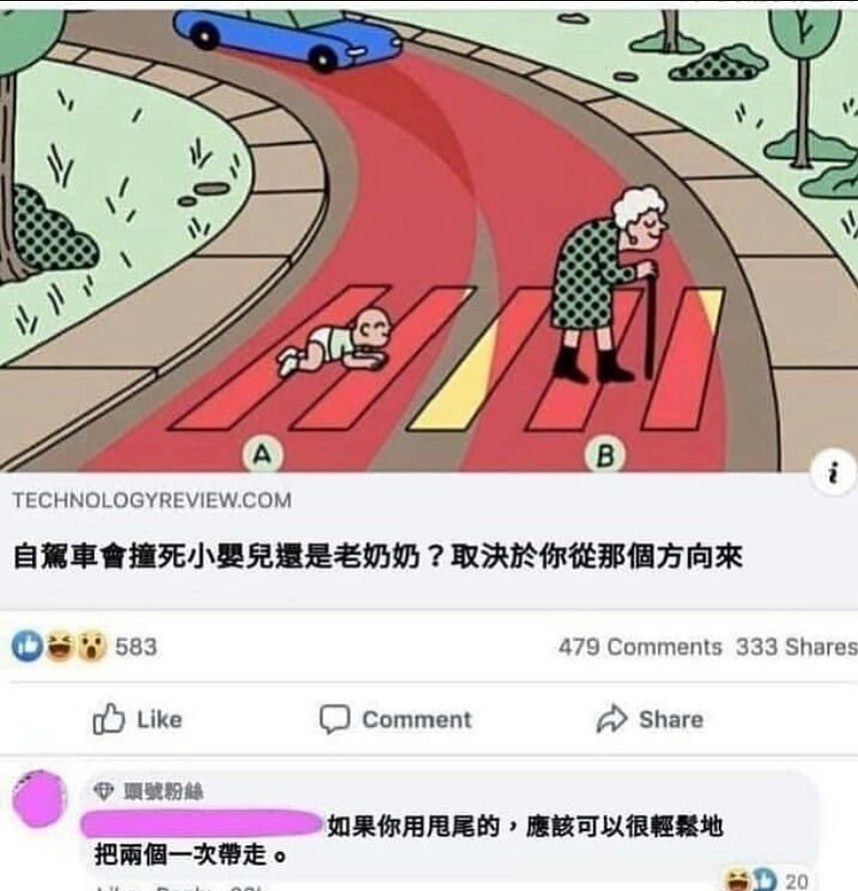 A
B
i
TECHNOLOGYREVIEW.COM
自駕車會撞死小嬰兒還是老奶奶？取決於你從那個方向來
583
479 Comments 333 Shares
Like
Comment
Share
頭號粉絲
如果你用甩尾的，應該可以很輕鬆地
把兩個一次帶走。
20